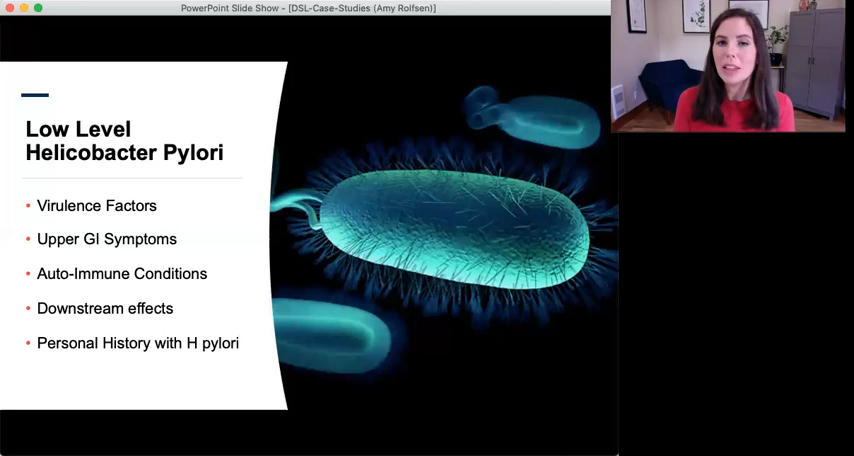 PowerPoint Slide Show - [DSL-Case-Studies (Amy Rolfsen)]
Low Level
Helicobacter Pylori
• Virulence Factors
• Upper GI Symptoms
• Auto-Immune Conditions
• Downstream effects
• Personal History with H pylori